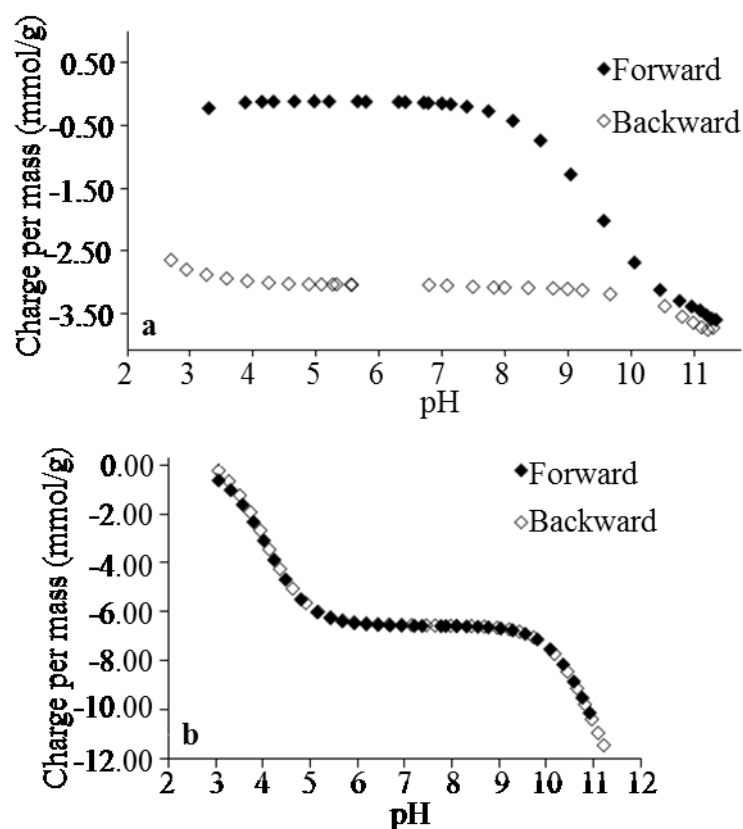 Charge per mass (mmol/g)
0.50
-0.50
-1.50
-2.50
-3.50
Forward
Backward
a
2 3 4 5 6 7 8 9 10 11
pH
Charge per mass (mmol/g)
0.00
-2.00
-4.00
-6.00
-8.00
-10.00
-12.00
Forward
Backward
b
2 3 4 5 6 7 8 9 10 11 12
pH